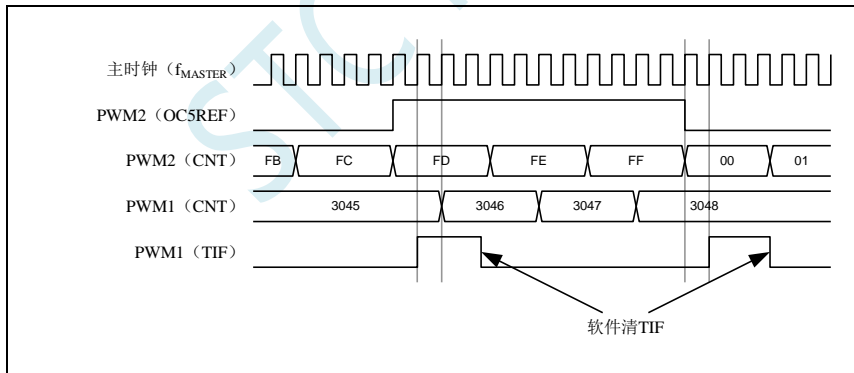 主时钟（fMASTER）
PWM2（OC5REF）
PWM2（CNT） FB FC FD FE FF 00 01
PWM1（CNT） 3045 3046 3047 3048
PWM1（TIF）
软件清TIF
STC